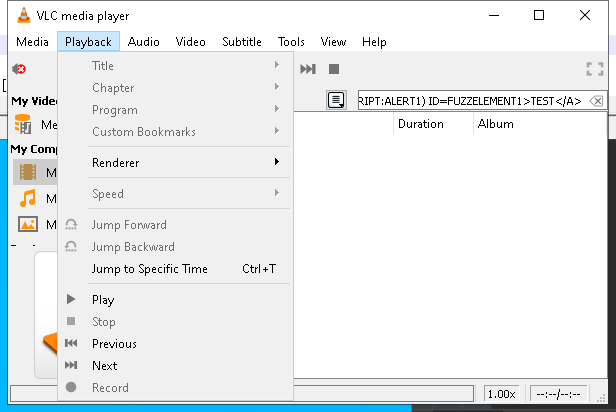 VLC media player
Media Playback Audio Video Subtitle Tools View Help
Title
Chapter
Program
Custom Bookmarks
Renderer
Speed
Jump Forward
Jump Backward
Jump to Specific Time Ctrl+T
Play
Stop
Previous
Next
Record
My Video
My Comp
RIPT:ALERT1) ID=FUZZELEMENT1>TEST</A>
Duration Album
1.00x --:--/--:--